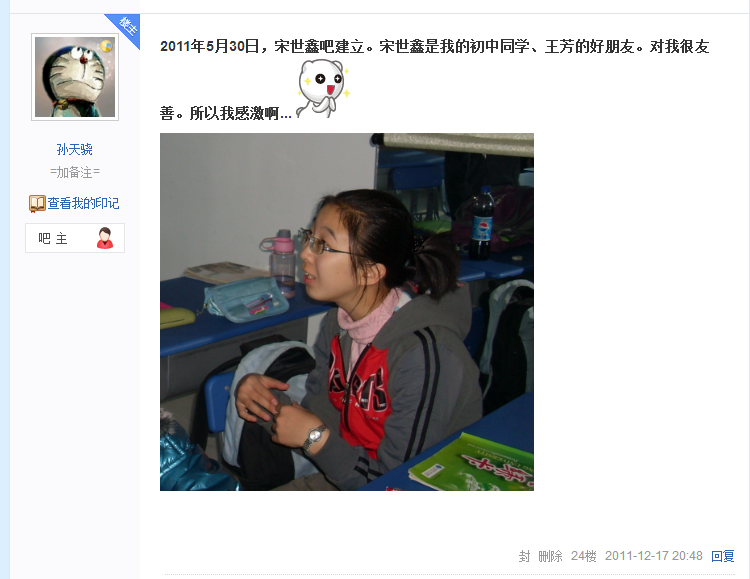 楼主
2011年5月30日，宋世鑫吧建立。宋世鑫是我的初中同学、王芳的好朋友。对我很友
善。所以我感激啊...
孙天骁
=加备注=
查看我的印记
吧 主
封 删除 24楼 2011-12-17 20:48 回复